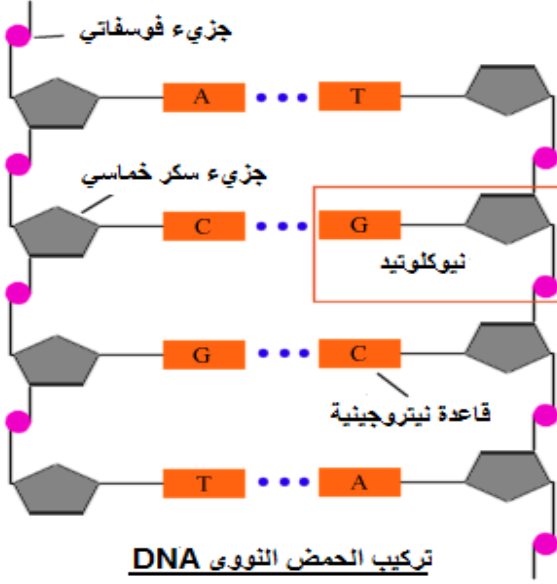 جزيء فوسفاتي
A T
جزيء سكر خماسي
C G
نيوكلوتيد
G C
قاعدة نيتروجينية
T A
تركيب الحمض النووى DNA